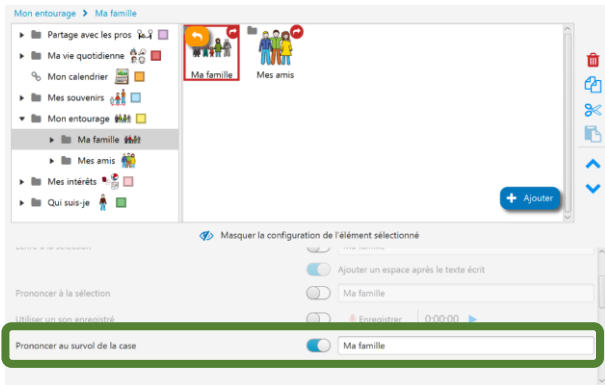 Mon entourage > Ma famille
Partage avec les pros
Ma vie quotidienne
Mon calendrier
Mes souvenirs
Mon entourage
Ma famille
Mes amis
Mes intérêts
Qui suis-je
Ma famille Mes amis
+ Ajouter
Masquer la configuration de l'élément sélectionné
Ma famille
Ajouter un espace après le texte écrit
Prononcer à la sélection Ma famille
Utiliser un son enregistré Enregistrer 0:00:00
Prononcer au survol de la case Ma famille